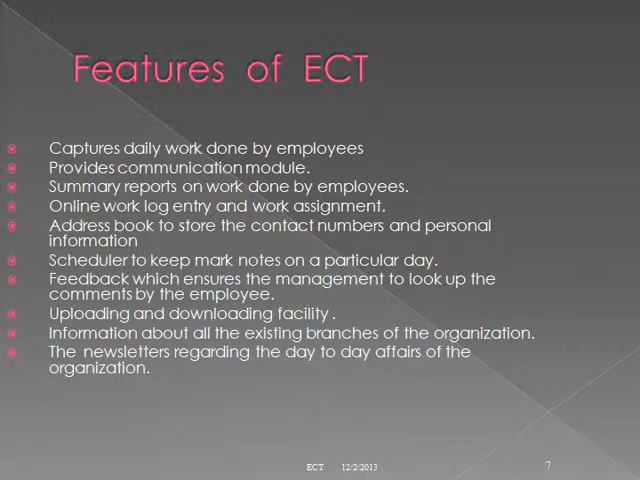 Features of ECT
Captures daily work done by employees
Provides communication module.
Summary reports on work done by employees.
Online work log entry and work assignment.
Address book to store the contact numbers and personal
information
Scheduler to keep mark notes on a particular day.
Feedback which ensures the management to look up the
comments by the employee.
Uploading and downloading facility .
Information about all the existing branches of the organization.
The newsletters regarding the day to day affairs of the
organization.
ECT 12/2/2013 7